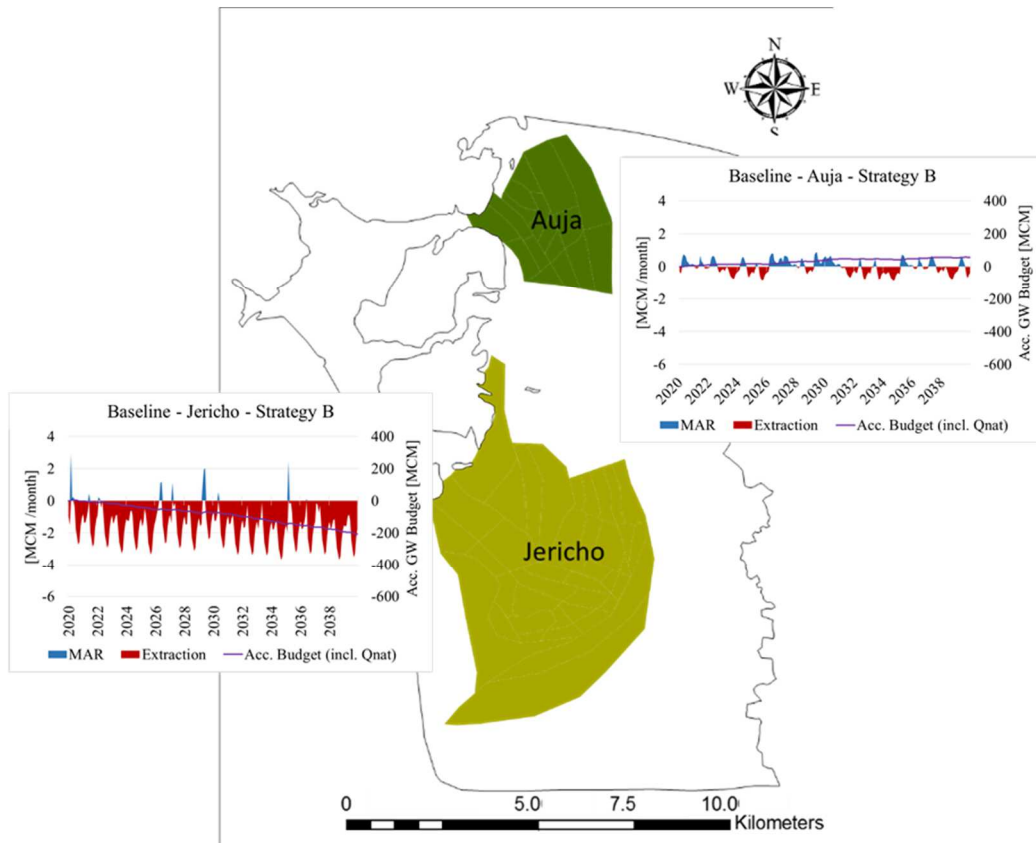 N
W E
S
Auja
Baseline - Auja - Strategy B
4 400
2 200
0 0
-2 -200
-4 -400
-6 -600
[MCM /month]
Acc. GW Budget [MCM]
2020 2022 2024 2026 2028 2030 2032 2034 2036 2038
MAR Extraction Acc. Budget (incl. Qnat)
Baseline - Jericho - Strategy B
4 400
2 200
0 0
-2 -200
-4 -400
-6 -600
[MCM /month]
Acc. GW Budget [MCM]
2020 2022 2024 2026 2028 2030 2032 2034 2036 2038
MAR Extraction Acc. Budget (incl. Qnat)
Jericho
0 5.0 7.5 10.0
Kilometers